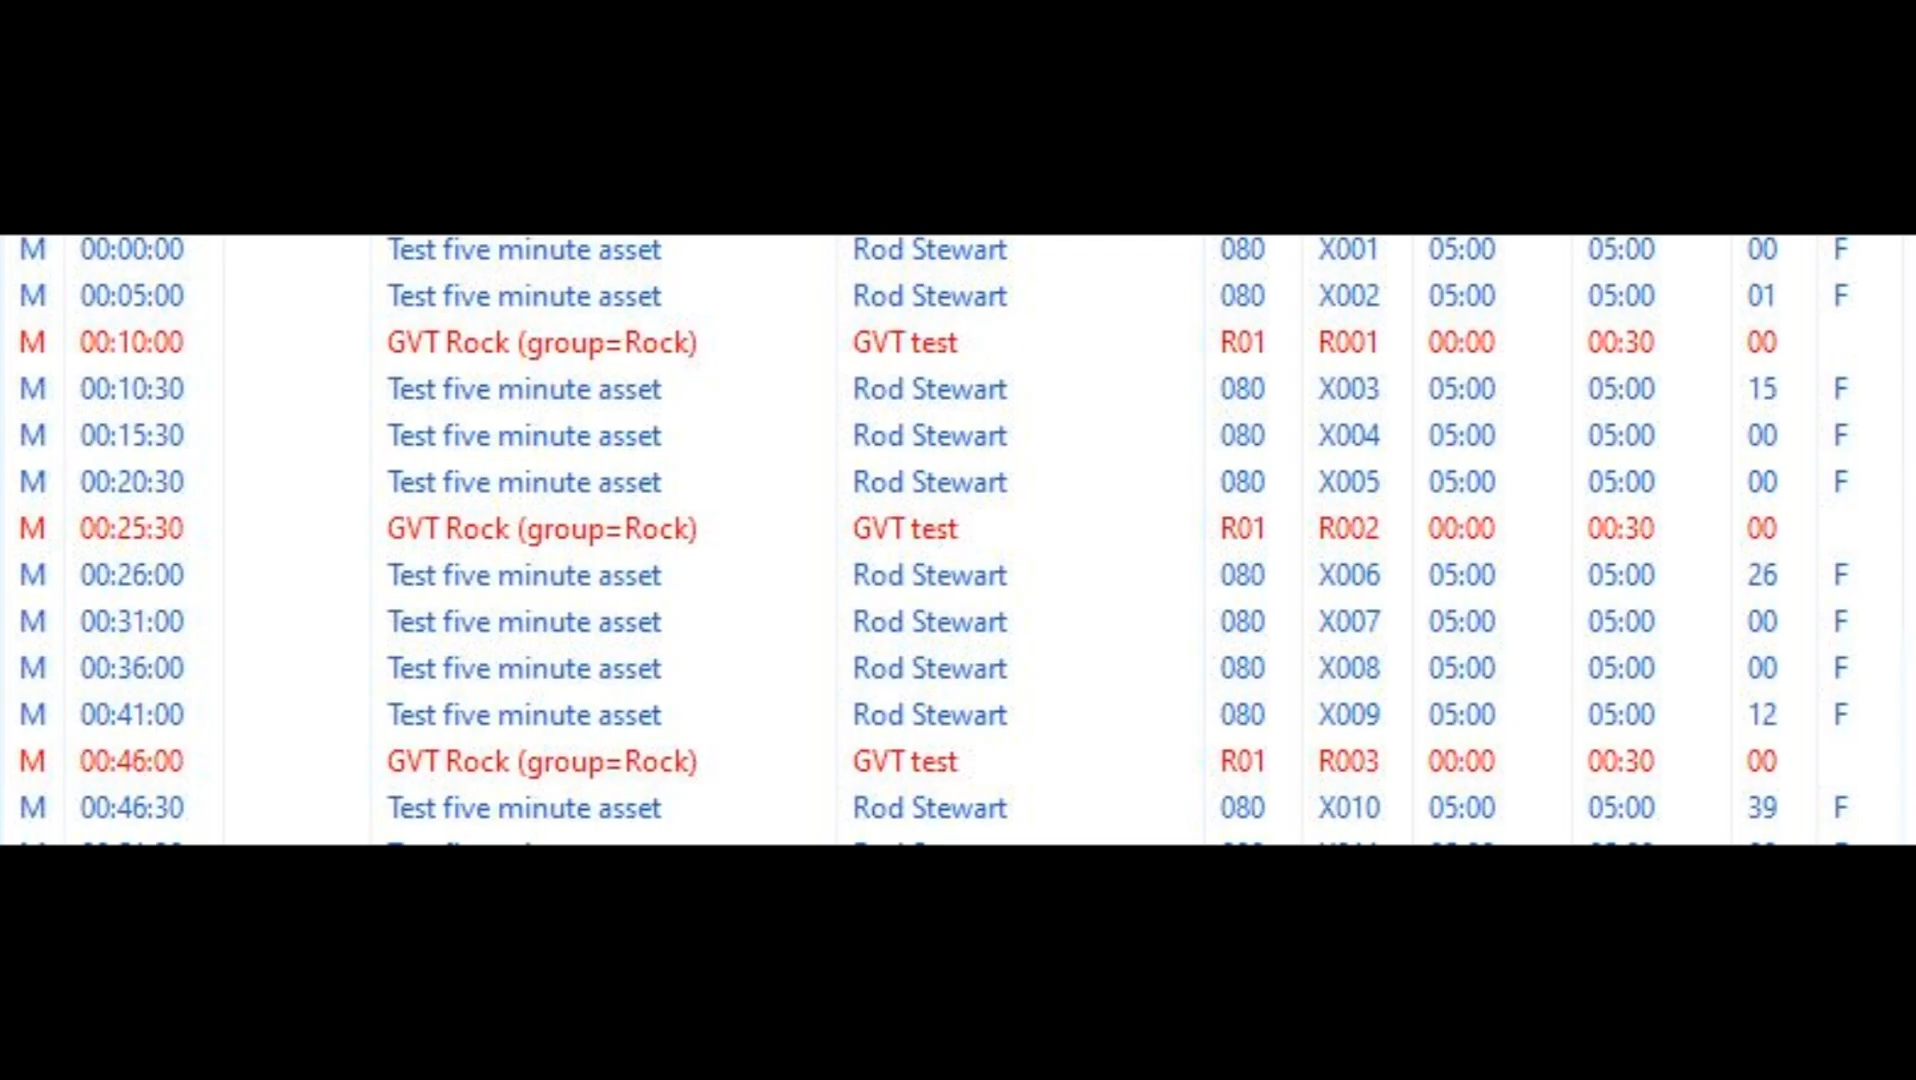 M 00:00:00 Test five minute asset Rod Stewart 080 X001 05:00 05:00 00 F
M 00:05:00 Test five minute asset Rod Stewart 080 X002 05:00 05:00 01 F
M 00:10:00 GVT Rock (group=Rock) GVT test R01 R001 00:00 00:30 00
M 00:10:30 Test five minute asset Rod Stewart 080 X003 05:00 05:00 15 F
M 00:15:30 Test five minute asset Rod Stewart 080 X004 05:00 05:00 00 F
M 00:20:30 Test five minute asset Rod Stewart 080 X005 05:00 05:00 00 F
M 00:25:30 GVT Rock (group=Rock) GVT test R01 R002 00:00 00:30 00
M 00:26:00 Test five minute asset Rod Stewart 080 X006 05:00 05:00 26 F
M 00:31:00 Test five minute asset Rod Stewart 080 X007 05:00 05:00 00 F
M 00:36:00 Test five minute asset Rod Stewart 080 X008 05:00 05:00 00 F
M 00:41:00 Test five minute asset Rod Stewart 080 X009 05:00 05:00 12 F
M 00:46:00 GVT Rock (group=Rock) GVT test R01 R003 00:00 00:30 00
M 00:46:30 Test five minute asset Rod Stewart 080 X010 05:00 05:00 39 F